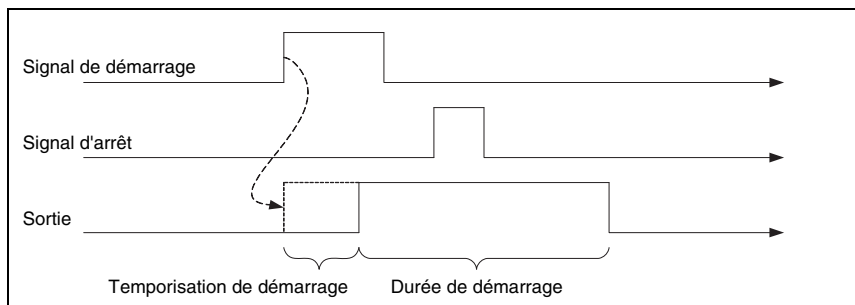 Signal de démarrage
Signal d'arrêt
Sortie
Temporisation de démarrage
Durée de démarrage